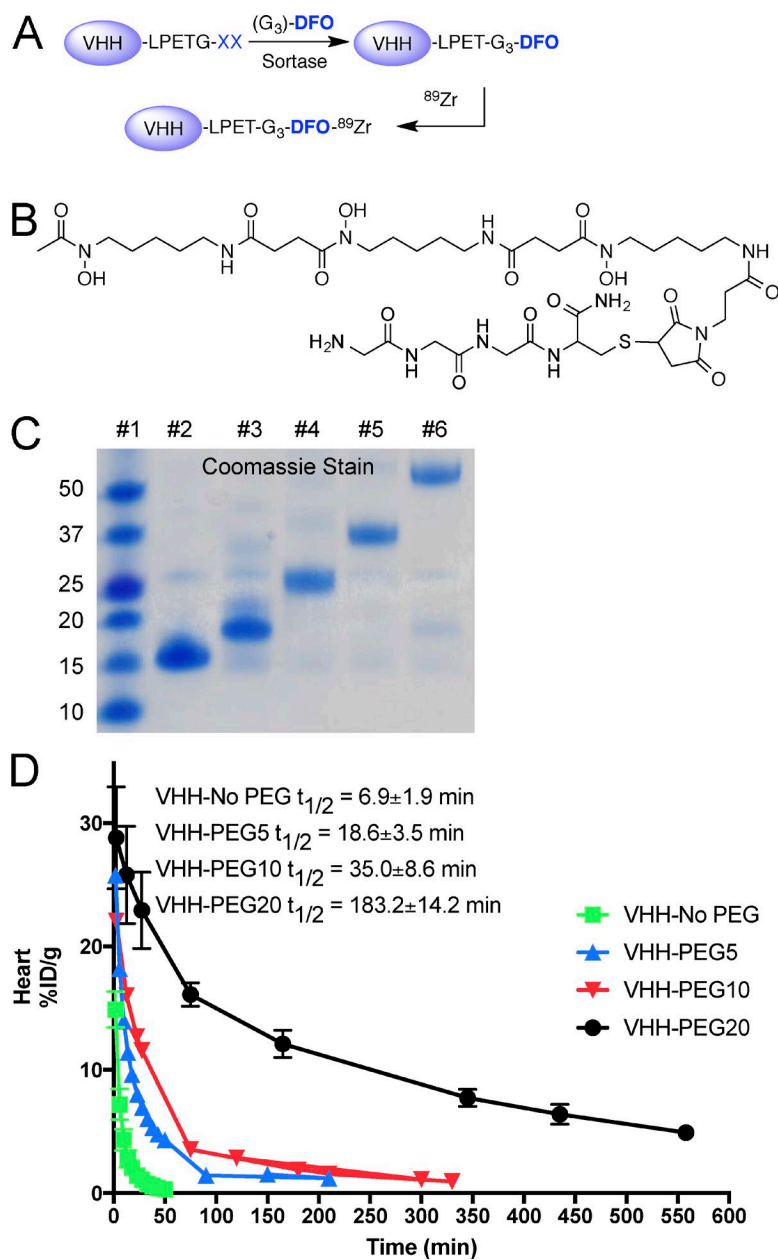 A
VHH -LPETG-XX (G₃)-DFO Sortase VHH -LPET-G₃-DFO
⁸⁹Zr
VHH -LPET-G₃-DFO-⁸⁹Zr
B
O N OH N H O O OH N N H O O N OH N H O
H₂N O N H O H N O N H O NH₂ S O N O
C
#1 #2 #3 #4 #5 #6
Coomassie Stain
50
37
25
20
15
10
D
VHH-No PEG t1/2 = 6.9±1.9 min
VHH-PEG5 t1/2 = 18.6±3.5 min
VHH-PEG10 t1/2 = 35.0±8.6 min
VHH-PEG20 t1/2 = 183.2±14.2 min
VHH-No PEG
VHH-PEG5
VHH-PEG10
VHH-PEG20
Heart
%ID/g
30
20
10
0
0 50 100 150 200 250 300 350 400 450 500 550 600
Time (min)